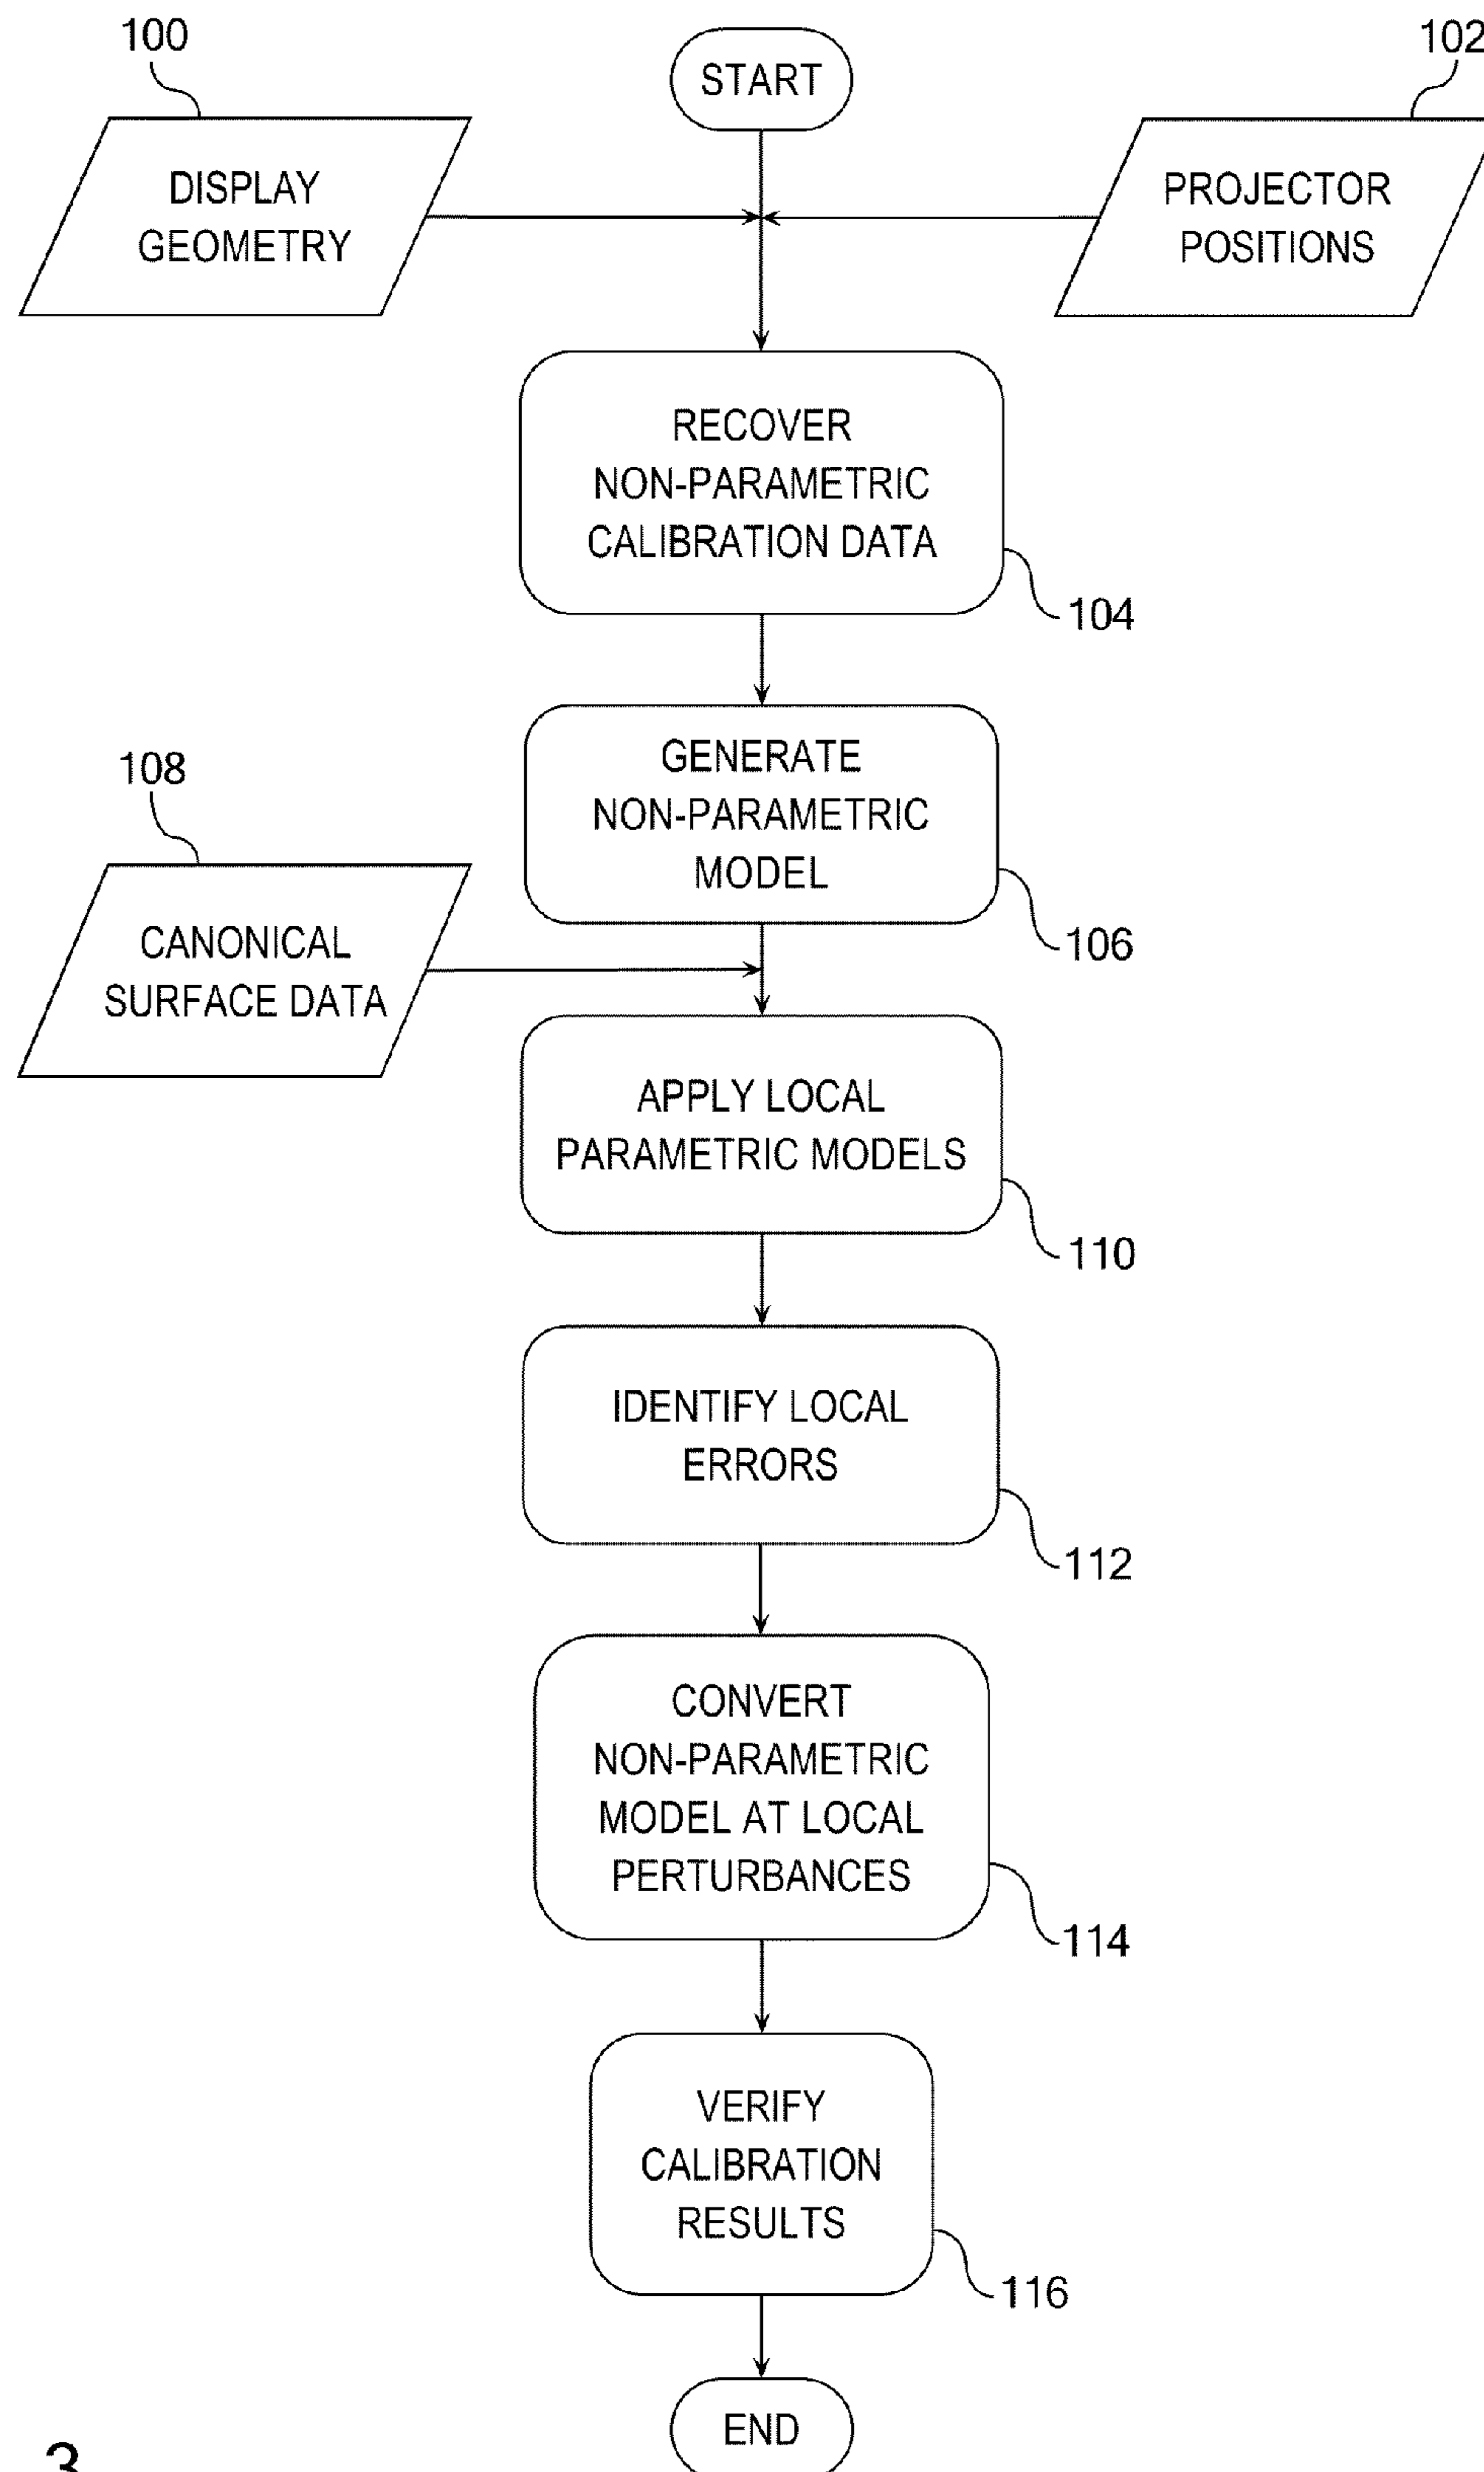 100
START
102
DISPLAY
GEOMETRY
PROJECTOR
POSITIONS
RECOVER
NON-PARAMETRIC
CALIBRATION DATA
104
GENERATE
NON-PARAMETRIC
MODEL
106
108
CANONICAL
SURFACE DATA
APPLY LOCAL
PARAMETRIC MODELS
110
IDENTIFY LOCAL
ERRORS
112
CONVERT
NON-PARAMETRIC
MODEL AT LOCAL
PERTURBANCES
114
VERIFY
CALIBRATION
RESULTS
116
END
3